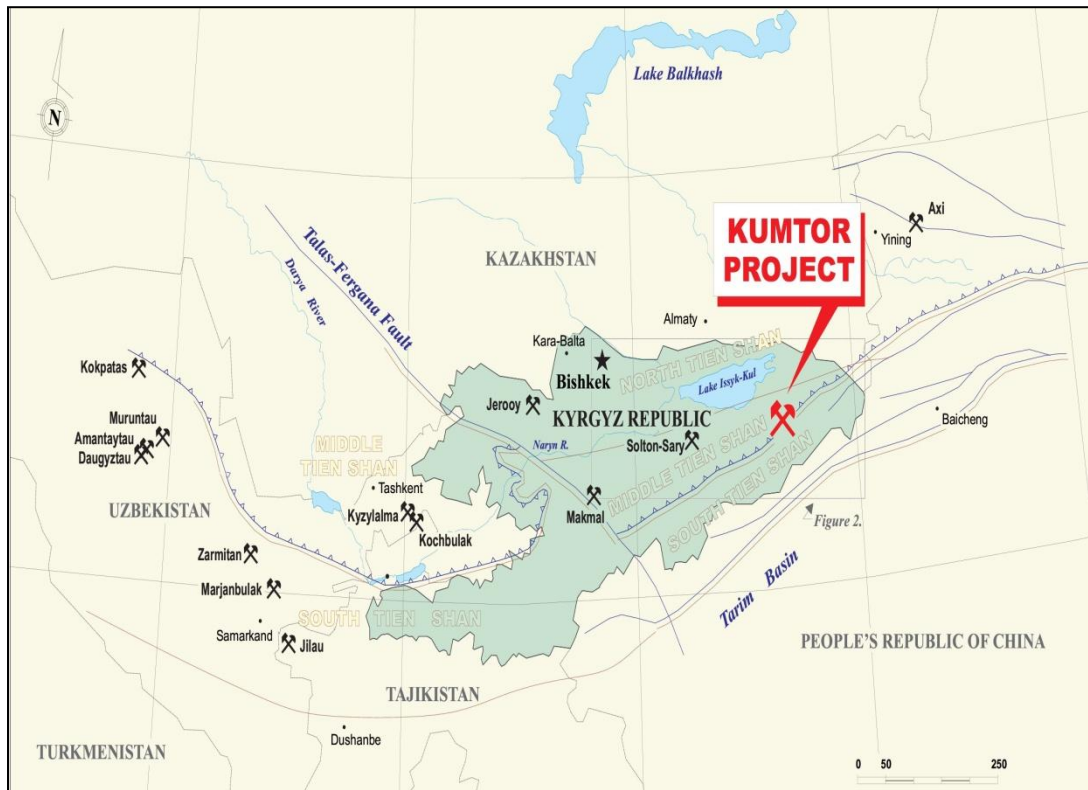 Lake Balkhash
N
Axi
Yining
KUMTOR
PROJECT
Talas-Fergana Fault
Darya River
KAZAKHSTAN
Almaty
Kara-Balta
Bishkek
NORTH TIEN SHAN
Lake Issyk-Kul
Kokpatas
Jerooy
KYRGYZ REPUBLIC
Muruntau
Amantaytau
Daugyztau
MIDDLE
TIEN SHAN
Naryn R.
Solton-Sary
MIDDLE TIEN SHAN
SOUTH TIEN SHAN
Baicheng
Tashkent
UZBEKISTAN
Kyzylalma
Kochbulak
Makmal
Figure 2.
Zarmitan
Marjanbulak
Tarim Basin
SOUTH TIEN SHAN
Samarkand
Jilau
PEOPLE'S REPUBLIC OF CHINA
TAJIKISTAN
Dushanbe
TURKMENISTAN
0 50 250